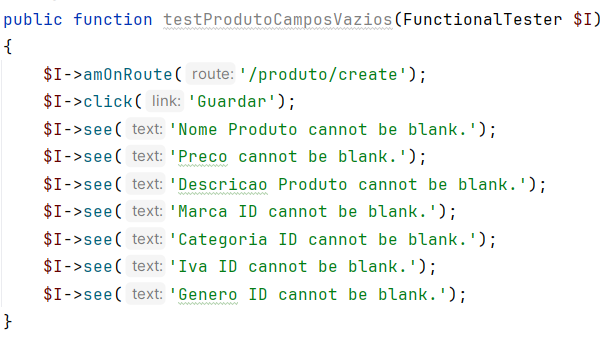 public function testProdutoCamposVazios(FunctionalTester $I)
{
    $I->amOnRoute( route: '/produto/create');
    $I->click( link: 'Guardar');
    $I->see( text: 'Nome Produto cannot be blank.');
    $I->see( text: 'Preco cannot be blank.');
    $I->see( text: 'Descricao Produto cannot be blank.');
    $I->see( text: 'Marca ID cannot be blank.');
    $I->see( text: 'Categoria ID cannot be blank.');
    $I->see( text: 'Iva ID cannot be blank.');
    $I->see( text: 'Genero ID cannot be blank.');
}